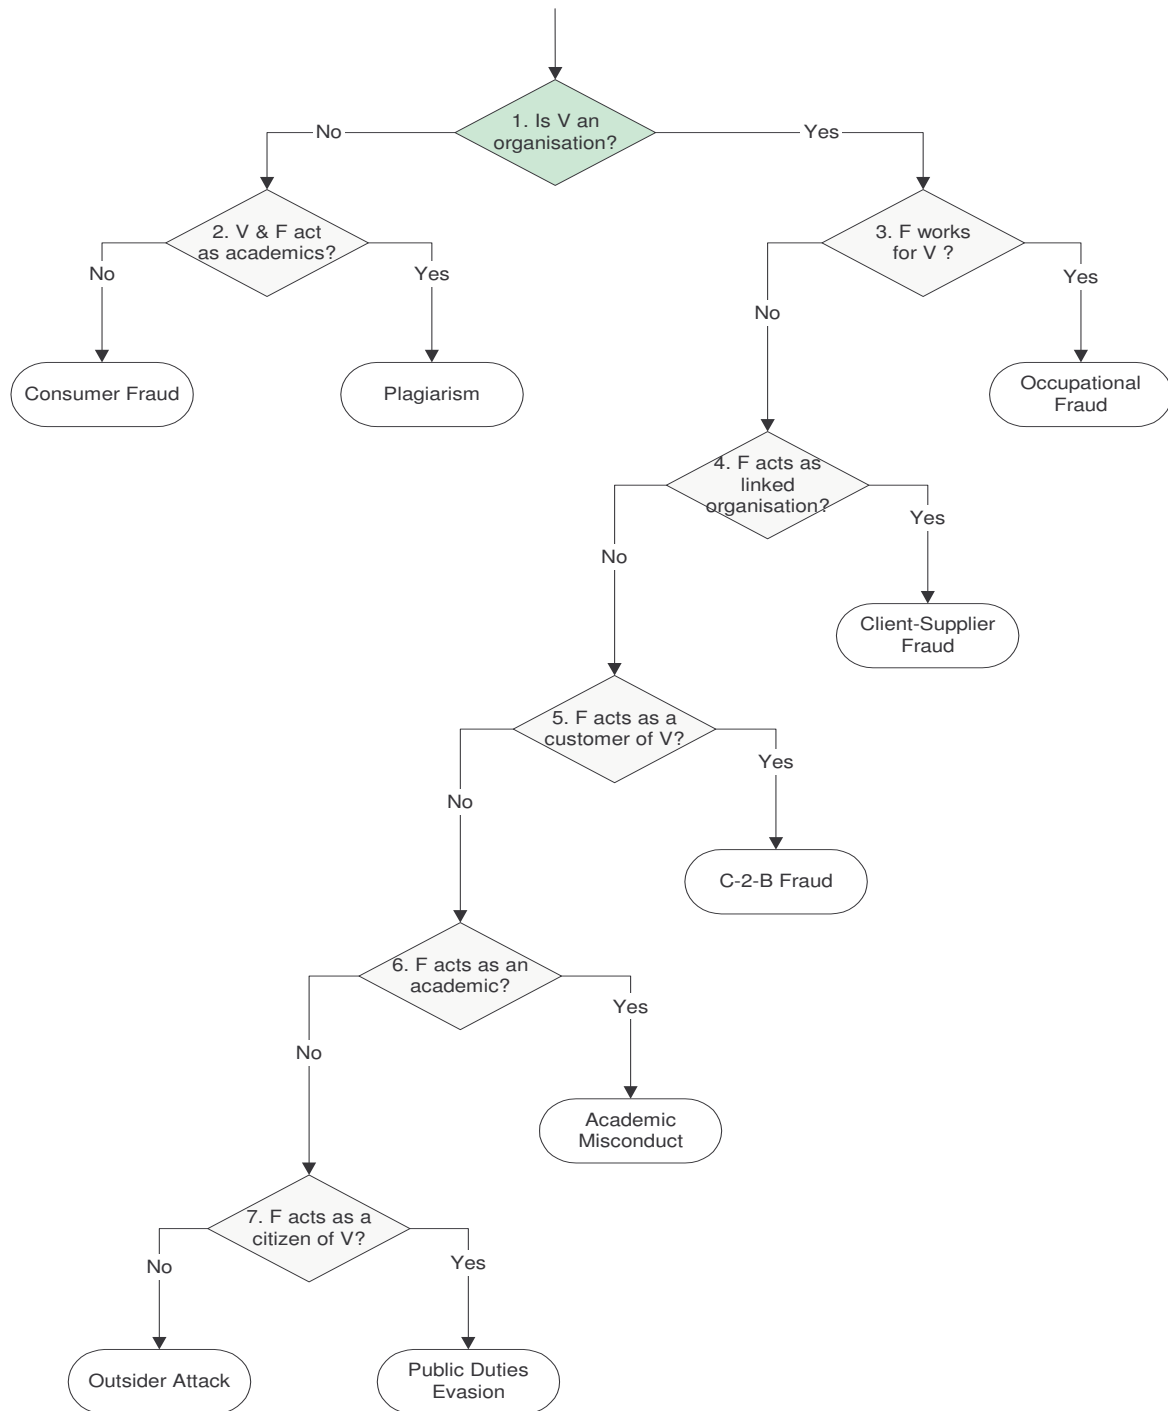 1. Is V an
organisation?
No
Yes
2. V & F act
as academics?
3. F works
for V ?
No
Yes
No
Yes
Consumer Fraud
Plagiarism
Occupational
Fraud
4. F acts as
linked
organisation?
No
Yes
Client-Supplier
Fraud
5. F acts as a
customer of V?
No
Yes
C-2-B Fraud
6. F acts as an
academic?
No
Yes
Academic
Misconduct
7. F acts as a
citizen of V?
No
Yes
Outsider Attack
Public Duties
Evasion